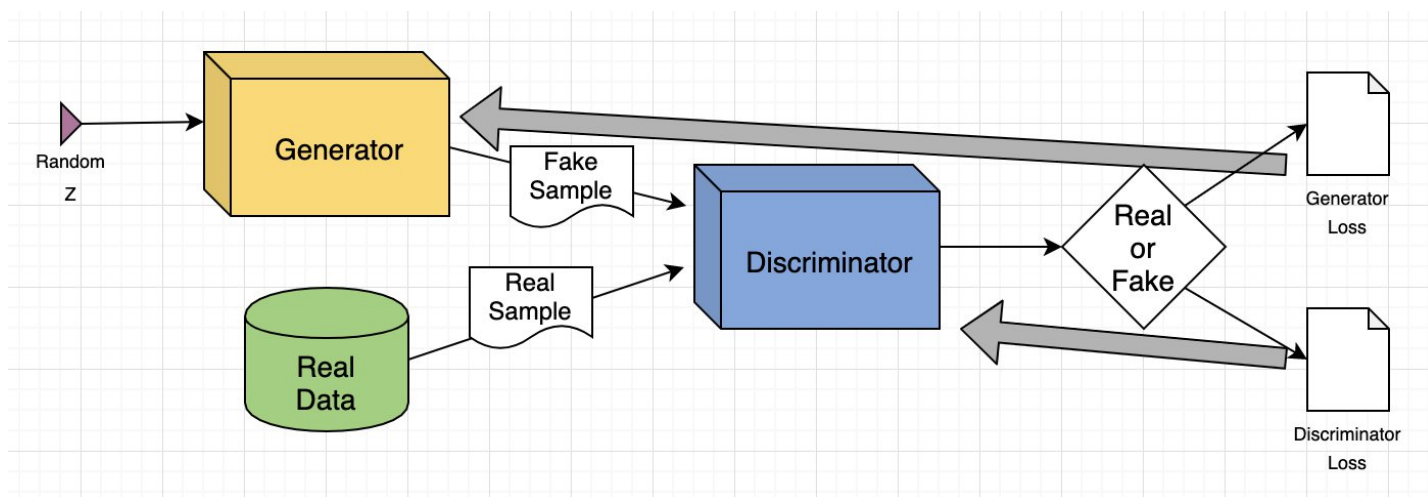 Random
Z
Generator
Fake
Sample
Real
Sample
Real
Data
Discriminator
Real
or
Fake
Generator
Loss
Discriminator
Loss